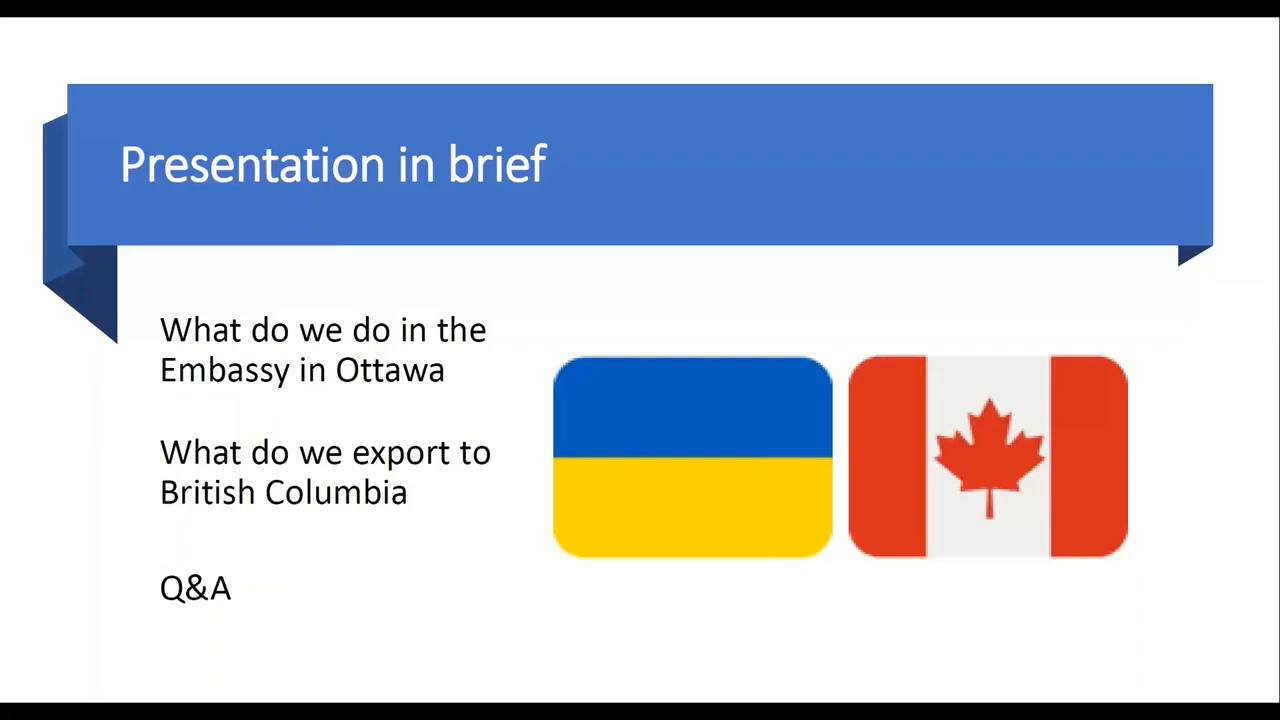 Presentation in brief
What do we do in the
Embassy in Ottawa
What do we export to
British Columbia
Q&A